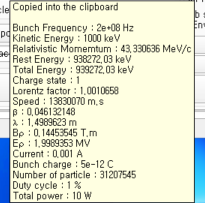 Copied into the clipboard
Bunch Frequency : 2e+08 Hz
Kinetic Energy : 1000 keV
Relativistic Momemtum : 43,330636 MeV/c
Rest Energy : 938272,03 keV
Total Energy : 939272,03 keV
Charge state : 1
Lorentz factor : 1,0010658
Speed : 13830070 m,s
β : 0,046132148
λ : 1,4989623 m
Bρ : 0,14453545 T,m
Eρ : 1,9989353 MV
Current : 0,001 A
Bunch charge : 5e-12 C
Number of particle : 31207545
Duty cycle : 1 %
Total power : 10 W